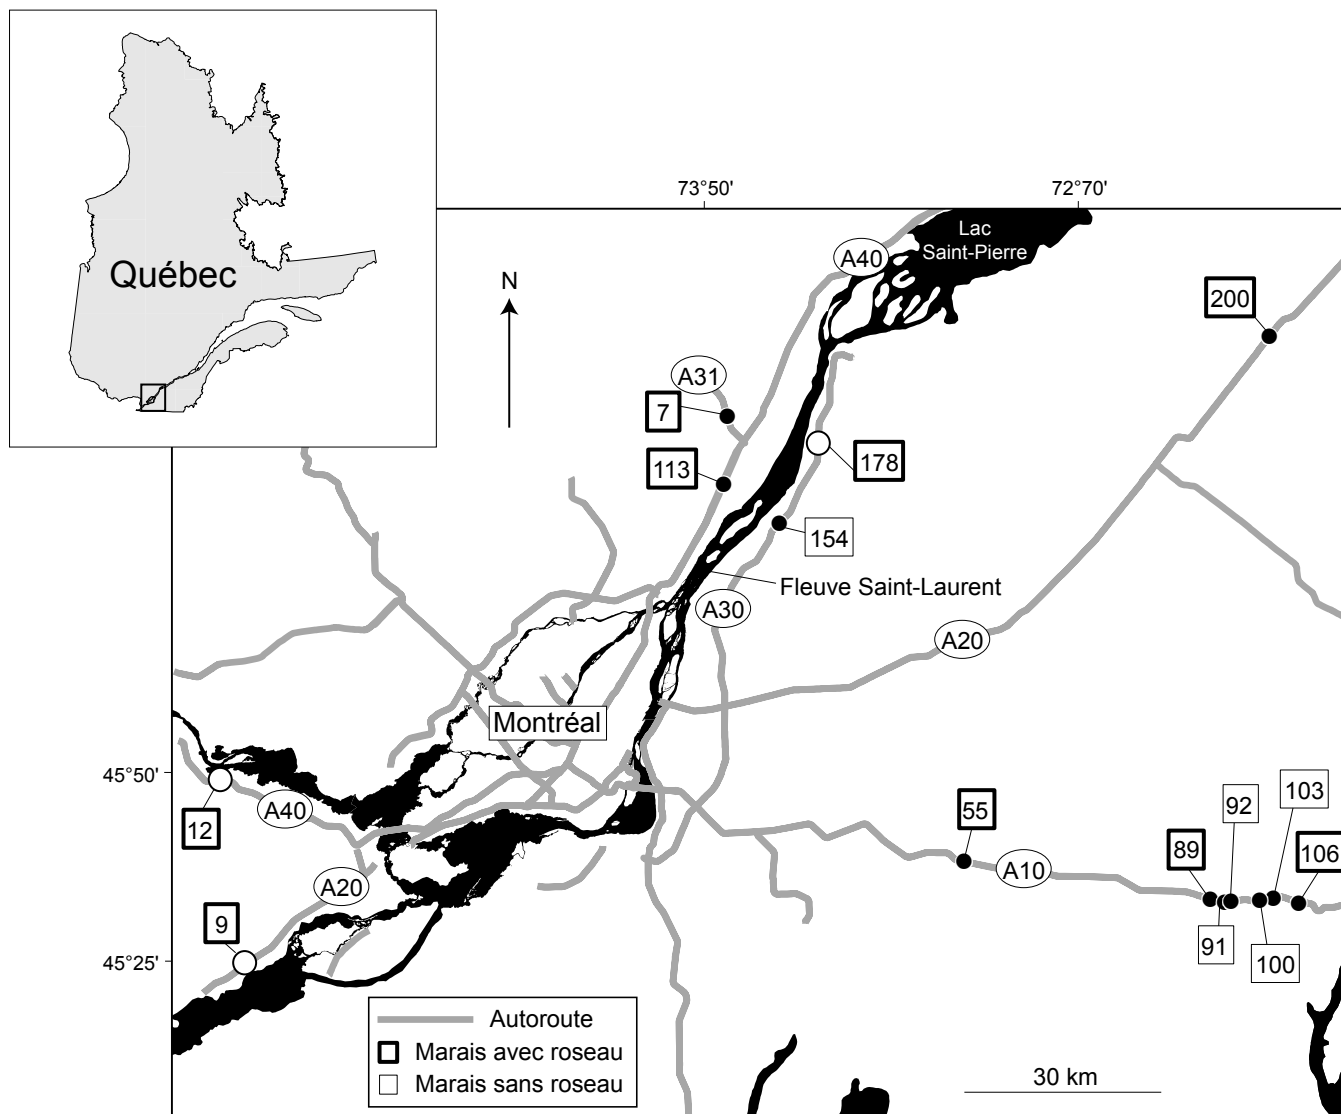 Québec
73°50'
72°70'
N
Lac
Saint-Pierre
A40
200
A31
7
113
178
154
Fleuve Saint-Laurent
A30
A20
Montréal
45°50'
A40
12
55
92
103
89
106
A10
A20
9
91
100
45°25'
Autoroute
Marais avec roseau
Marais sans roseau
30 km